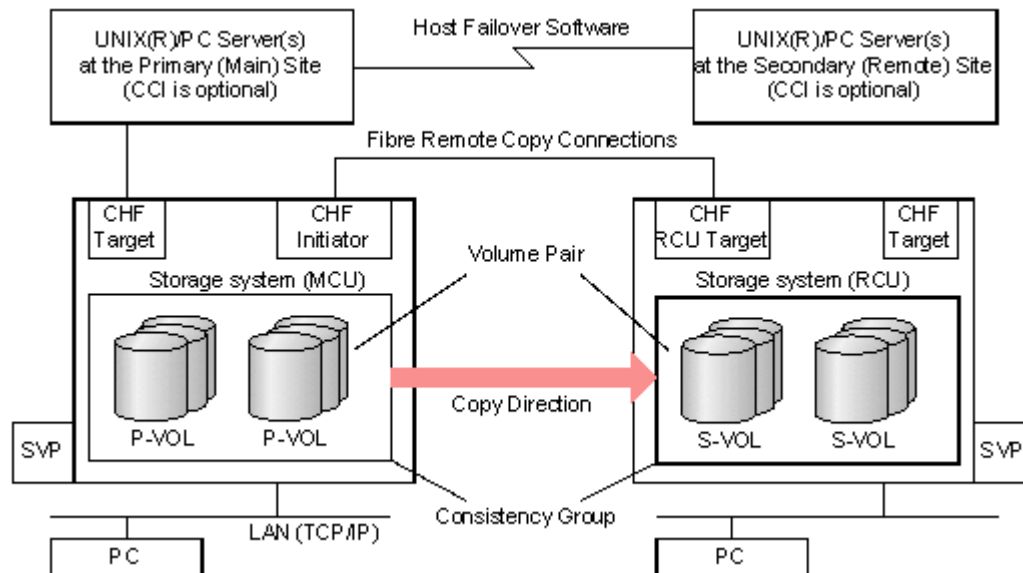 UNIX(R)/PC Server(s)
at the Primary (Main) Site
(CCI is optional)
Host Failover Software
UNIX(R)/PC Server(s)
at the Secondary (Remote) Site
(CCI is optional)
Fibre Remote Copy Connections
CHF
Target
CHF
Initiator
CHF
RCU Target
CHF
Target
Volume Pair
Storage system (MCU)
Storage system (RCU)
Copy Direction
P-VOL
P-VOL
S-VOL
S-VOL
SVP
SVP
Consistency Group
LAN (TCP/IP)
PC
PC